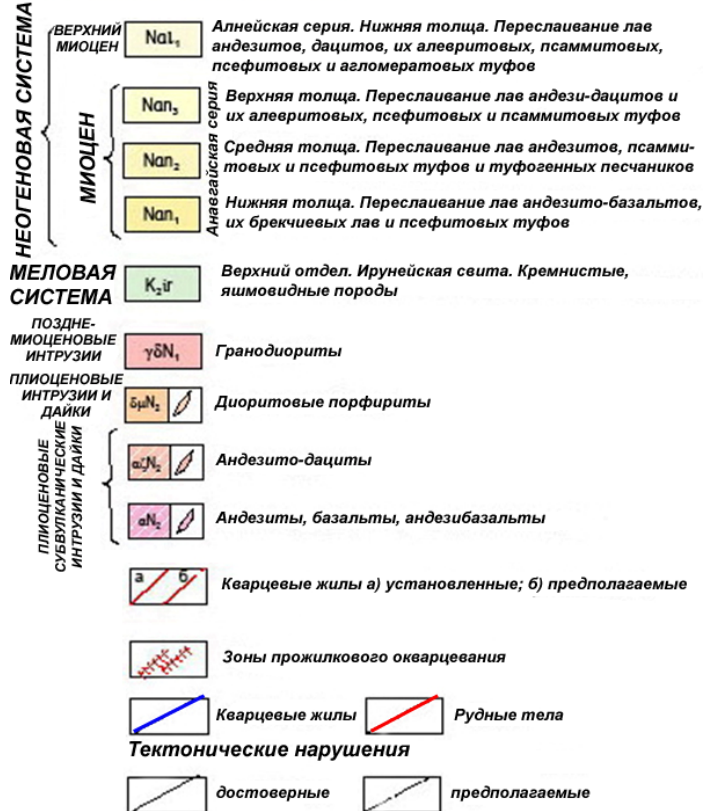 НЕОГЕНОВАЯ СИСТЕМА
ВЕРХНИЙ
МИОЦЕН
Nal₁
Алнейская серия. Нижняя толща. Переслаивание лав
андезитов, дацитов, их алевритовых, псаммитовых,
псефитовых и агломератовых туфов
МИОЦЕН
Анавгайская серия
Nan₃
Верхняя толща. Переслаивание лав андези-дацитов и
их алевритовых, псефитовых и псаммитовых туфов
Nan₂
Средняя толща. Переслаивание лав андезитов, псамми-
товых и псефитовых туфов и туфогенных песчаников
Nan₁
Нижняя толща. Переслаивание лав андезито-базальтов,
их брекчиевых лав и псефитовых туфов
МЕЛОВАЯ
СИСТЕМА
K₂ir
Верхний отдел. Ирунейская свита. Кремнистые,
яшмовидные породы
ПОЗДНЕ-
МИОЦЕНОВЫЕ
ИНТРУЗИИ
γδN₁
Гранодиориты
ПЛИОЦЕНОВЫЕ
ИНТРУЗИИ И
ДАЙКИ
δμN₂
Диоритовые порфириты
ПЛИОЦЕНОВЫЕ
СУБВУЛКАНИЧЕСКИЕ
ИНТРУЗИИ И ДАЙКИ
αζN₂
Андезито-дациты
αN₂
Андезиты, базальты, андезибазальты
а б
Кварцевые жилы а) установленные; б) предполагаемые
Зоны прожилкового окварцевания
Кварцевые жилы
Рудные тела
Тектонические нарушения
достоверные
предполагаемые